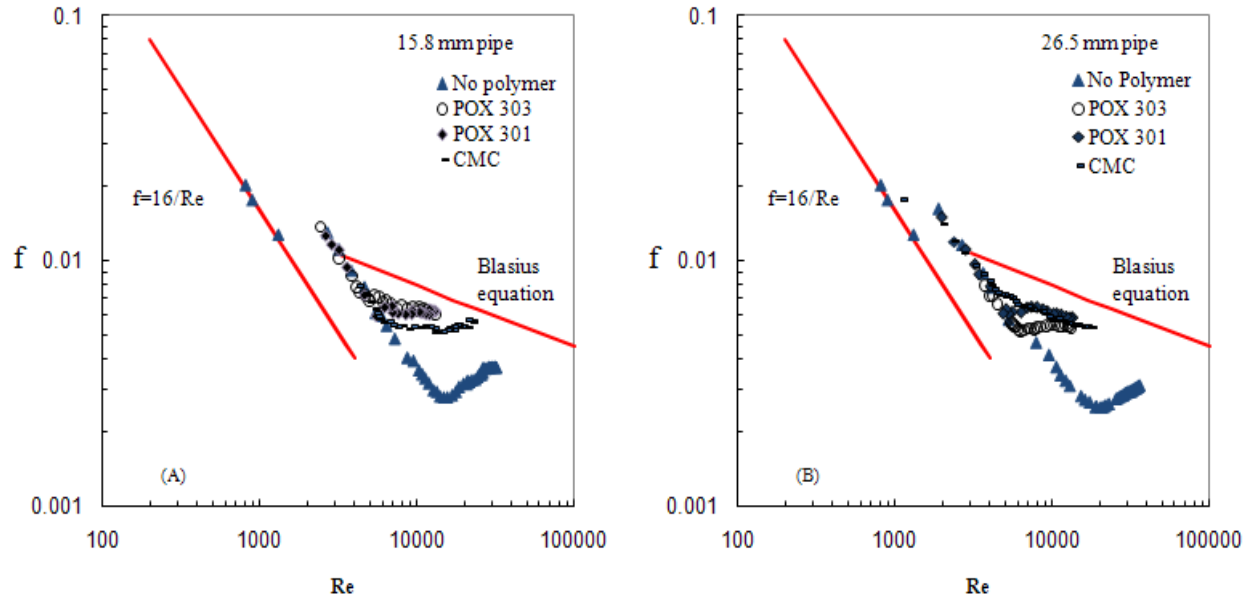 0.1
15.8 mm pipe
No polymer
POX 303
POX 301
CMC
f=16/Re
f
0.01
Blasius
equation
(A)
0.001
100
1000
10000
100000
Re
0.1
26.5 mm pipe
No Polymer
POX 303
POX 301
CMC
f=16/Re
f
0.01
Blasius
equation
(B)
0.001
100
1000
10000
100000
Re